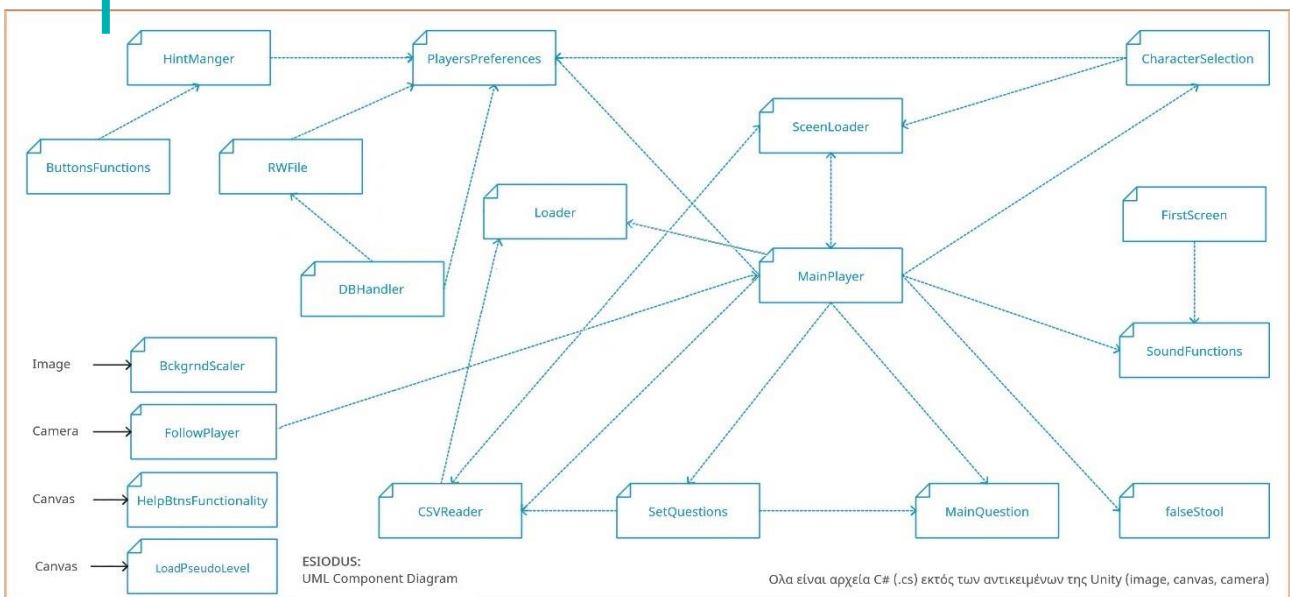 HintManger
PlayersPreferences
CharacterSelection
SceenLoader
ButtonsFunctions
RWFile
Loader
FirstScreen
DBHandler
MainPlayer
SoundFunctions
Image
BckgrndScaler
Camera
FollowPlayer
Canvas
HelpBtnsFunctionality
CSVReader
SetQuestions
MainQuestion
falseStool
Canvas
LoadPseudoLevel
ESIODUS:
UML Component Diagram
Ολα είναι αρχεία C# (.cs) εκτός των αντικειμένων της Unity (image, canvas, camera)